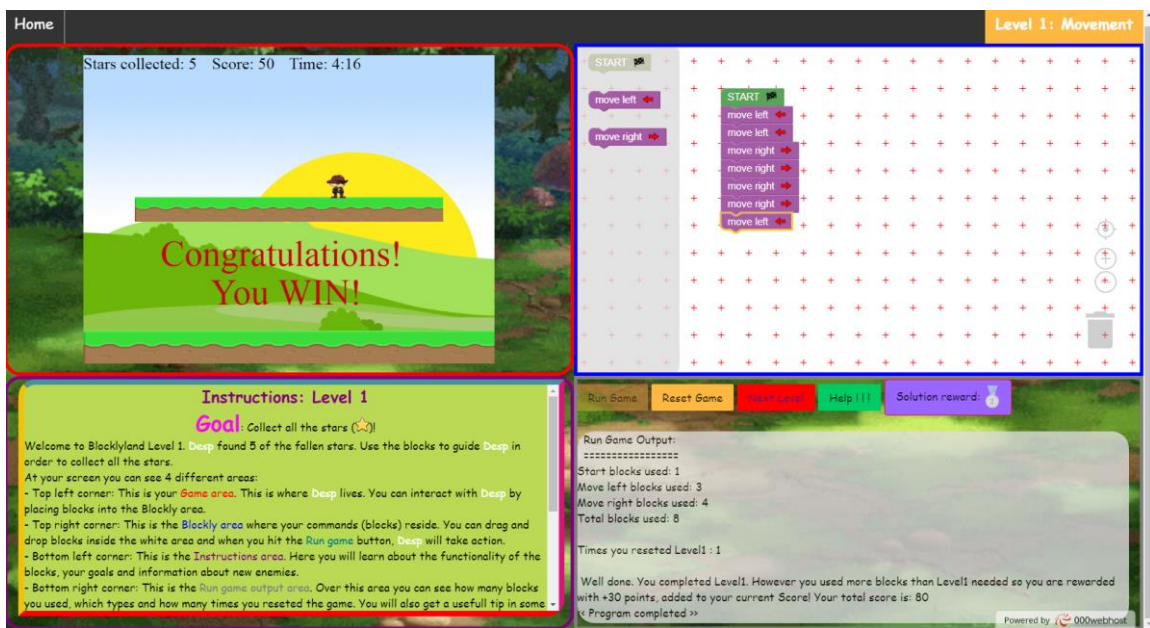 Home
Level 1: Movement
Stars collected: 5 Score: 50 Time: 4:16
Congratulations!
You WIN!
START
move left
move right
START
move left
move left
move right
move right
move right
move right
move left
Instructions: Level 1
Goal: Collect all the stars ( )!
Welcome to Blocklyland Level 1. Desp found 5 of the fallen stars. Use the blocks to guide Desp in
order to collect all the stars.
At your screen you can see 4 different areas:
- Top left corner: This is your Game area. This is where Desp lives. You can interact with Desp by
placing blocks into the Blockly area.
- Top right corner: This is the Blockly area where your commands (blocks) reside. You can drag and
drop blocks inside the white area and when you hit the Run game button, Desp will take action.
- Bottom left corner: This is the Instructions area. Here you will learn about the functionality of the
blocks, your goals and information about new enemies.
- Bottom right corner: This is the Run game output area. Over this area you can see how many blocks
you used, which types and how many times you reseted the game. You will also get a usefull tip in some
Run Game
Reset Game
Next Level
Help !!!
Solution reward:
Run Game Output:
=================
Start blocks used: 1
Move left blocks used: 3
Move right blocks used: 4
Total blocks used: 8
Times you reseted Level1 : 1
Well done. You completed Level1. However you used more blocks than Level1 needed so you are rewarded
with +30 points, added to your current Score! Your total score is: 80
<< Program completed >>
Powered by 000webhost